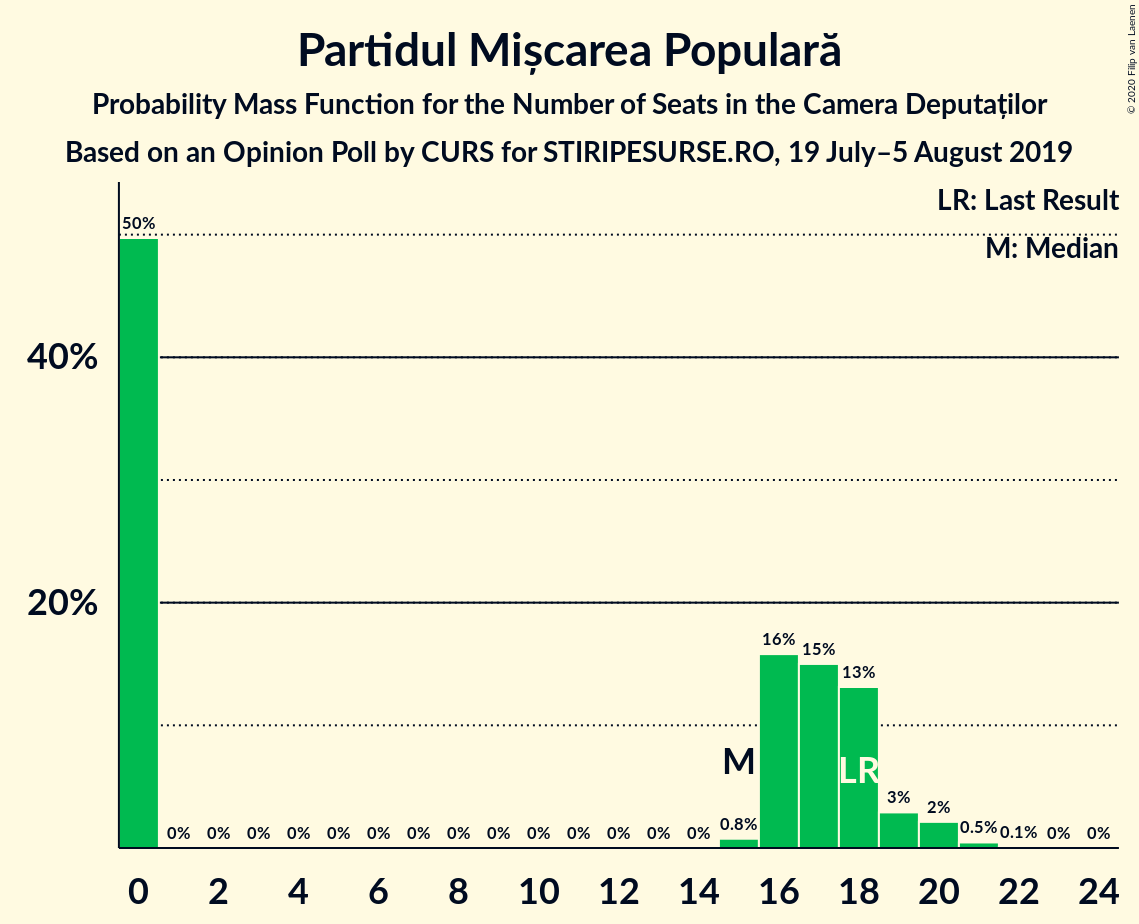 Partidul Mișcarea Populară
Probability Mass Function for the Number of Seats in the Camera Deputaților
Based on an Opinion Poll by CURS for STIRIPESURSE.RO, 19 July–5 August 2019
© 2020 Filip van Laenen
LR: Last Result
M: Median
50%
40%
20%
16%
15%
13%
M
LR
3%
2%
0% 0% 0% 0% 0% 0% 0% 0% 0% 0% 0% 0% 0% 0% 0.8% 0.5% 0.1% 0% 0%
0 2 4 6 8 10 12 14 16 18 20 22 24